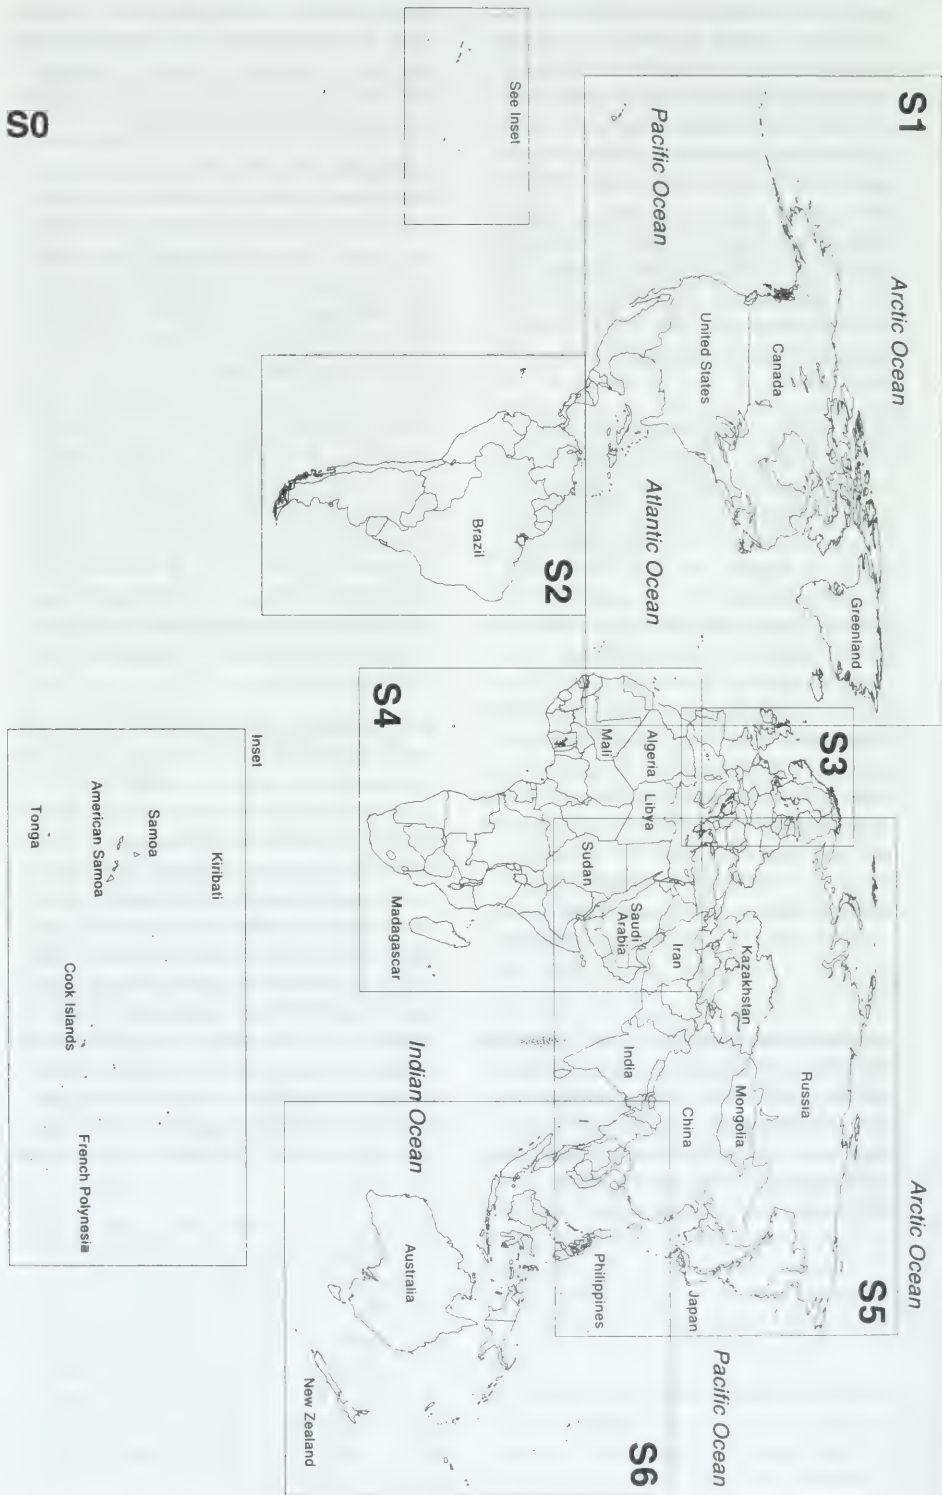 S0
S1
Arctic Ocean
Arctic Ocean
Pacific Ocean
Canada
Greenland
United States
Atlantic Ocean
See Inset
S2
Brazil
S3
S4
Algeria
Libya
Mali
Sudan
Saudi
Arabia
Iran
Madagascar
S5
Russia
Kazakhstan
Mongolia
China
Japan
India
Philippines
Pacific Ocean
Indian Ocean
S6
Australia
New Zealand
Inset
Kiribati
Samoa
American Samoa
Tonga
Cook Islands
French Polynesia